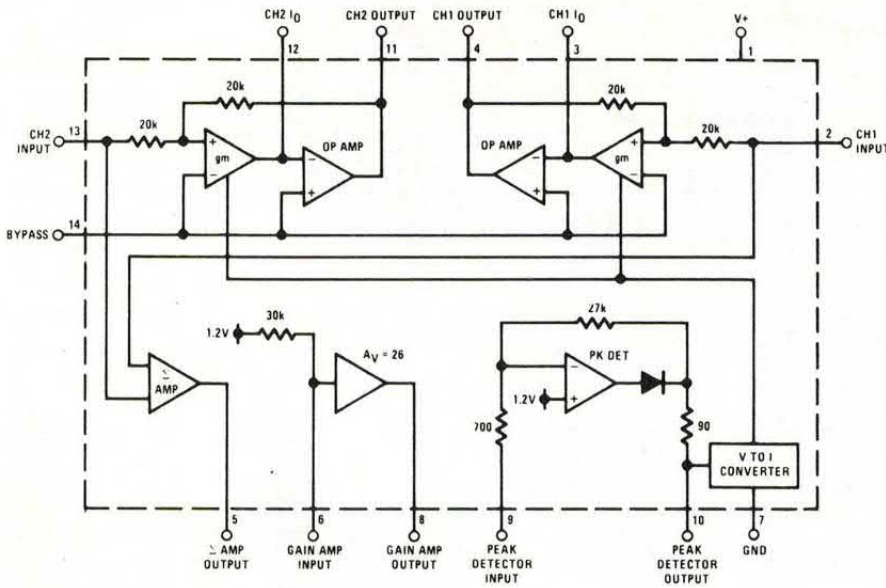 CH2 I₀
CH2 OUTPUT
CH1 OUTPUT
CH1 I₀
V+
12
11
4
3
1
20k
20k
13
CH2
INPUT
20k
+
gm
−
OP AMP
−
+
OP AMP
−
+
gm
+
−
20k
2
CH1
INPUT
14
BYPASS
30k
1.2V
27k
Σ
AMP
Aᵥ = 26
PK DET
−
+
1.2V
700
90
V TO I
CONVERTER
5
6
8
9
10
7
Σ AMP
OUTPUT
GAIN AMP
INPUT
GAIN AMP
OUTPUT
PEAK
DETECTOR
INPUT
PEAK
DETECTOR
OUTPUT
GND